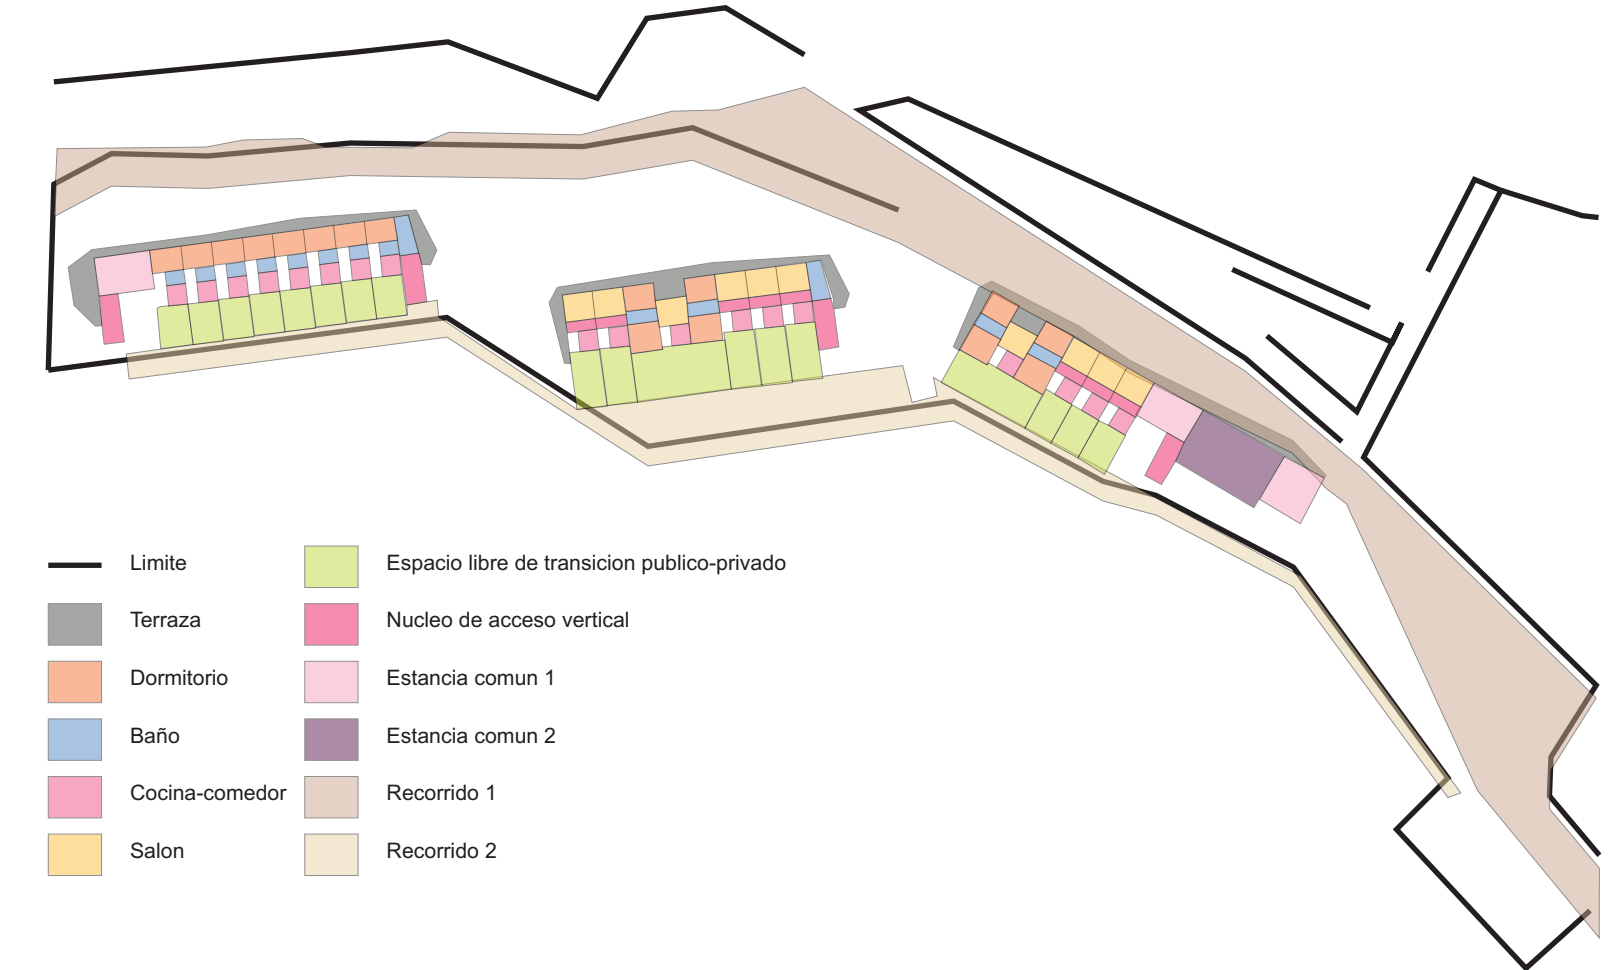 Limite
Terraza
Dormitorio
Baño
Cocina-comedor
Salon
Espacio libre de transicion publico-privado
Nucleo de acceso vertical
Estancia comun 1
Estancia comun 2
Recorrido 1
Recorrido 2